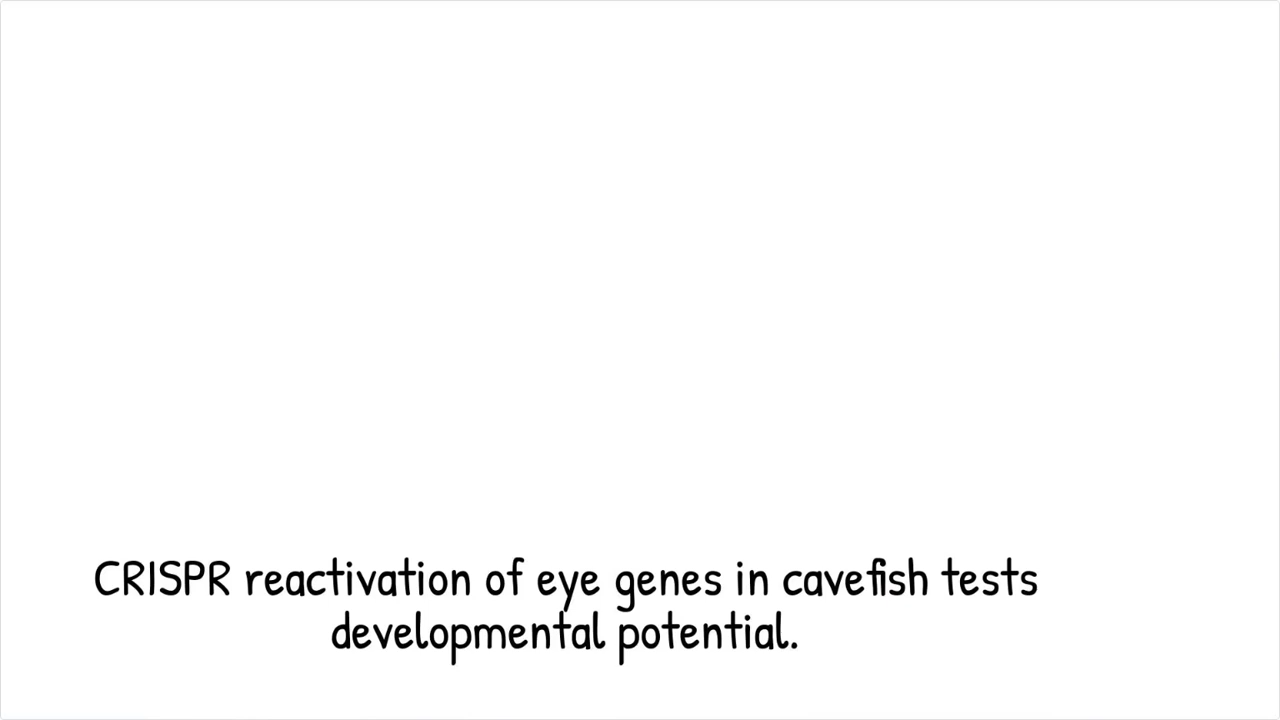 CRISPR reactivation of eye genes in cavefish tests
developmental potential.